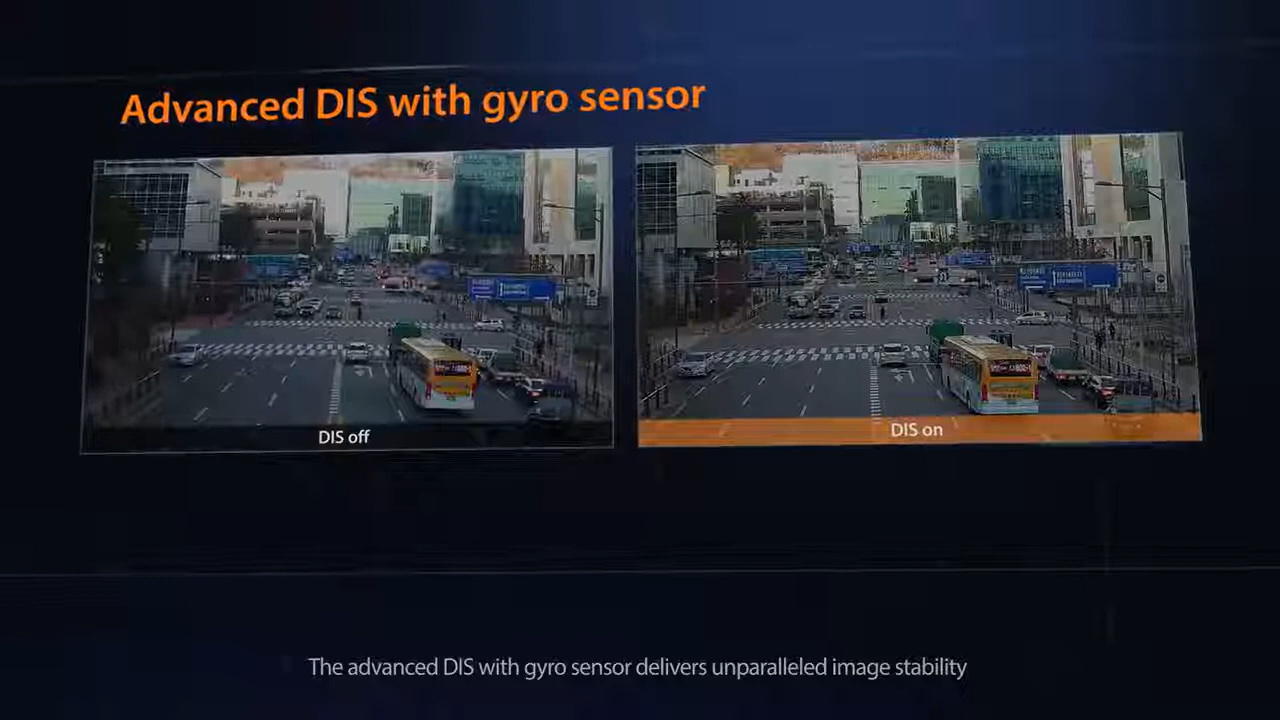 Advanced DIS with gyro sensor
DIS off
DIS on
The advanced DIS with gyro sensor delivers unparalleled image stability